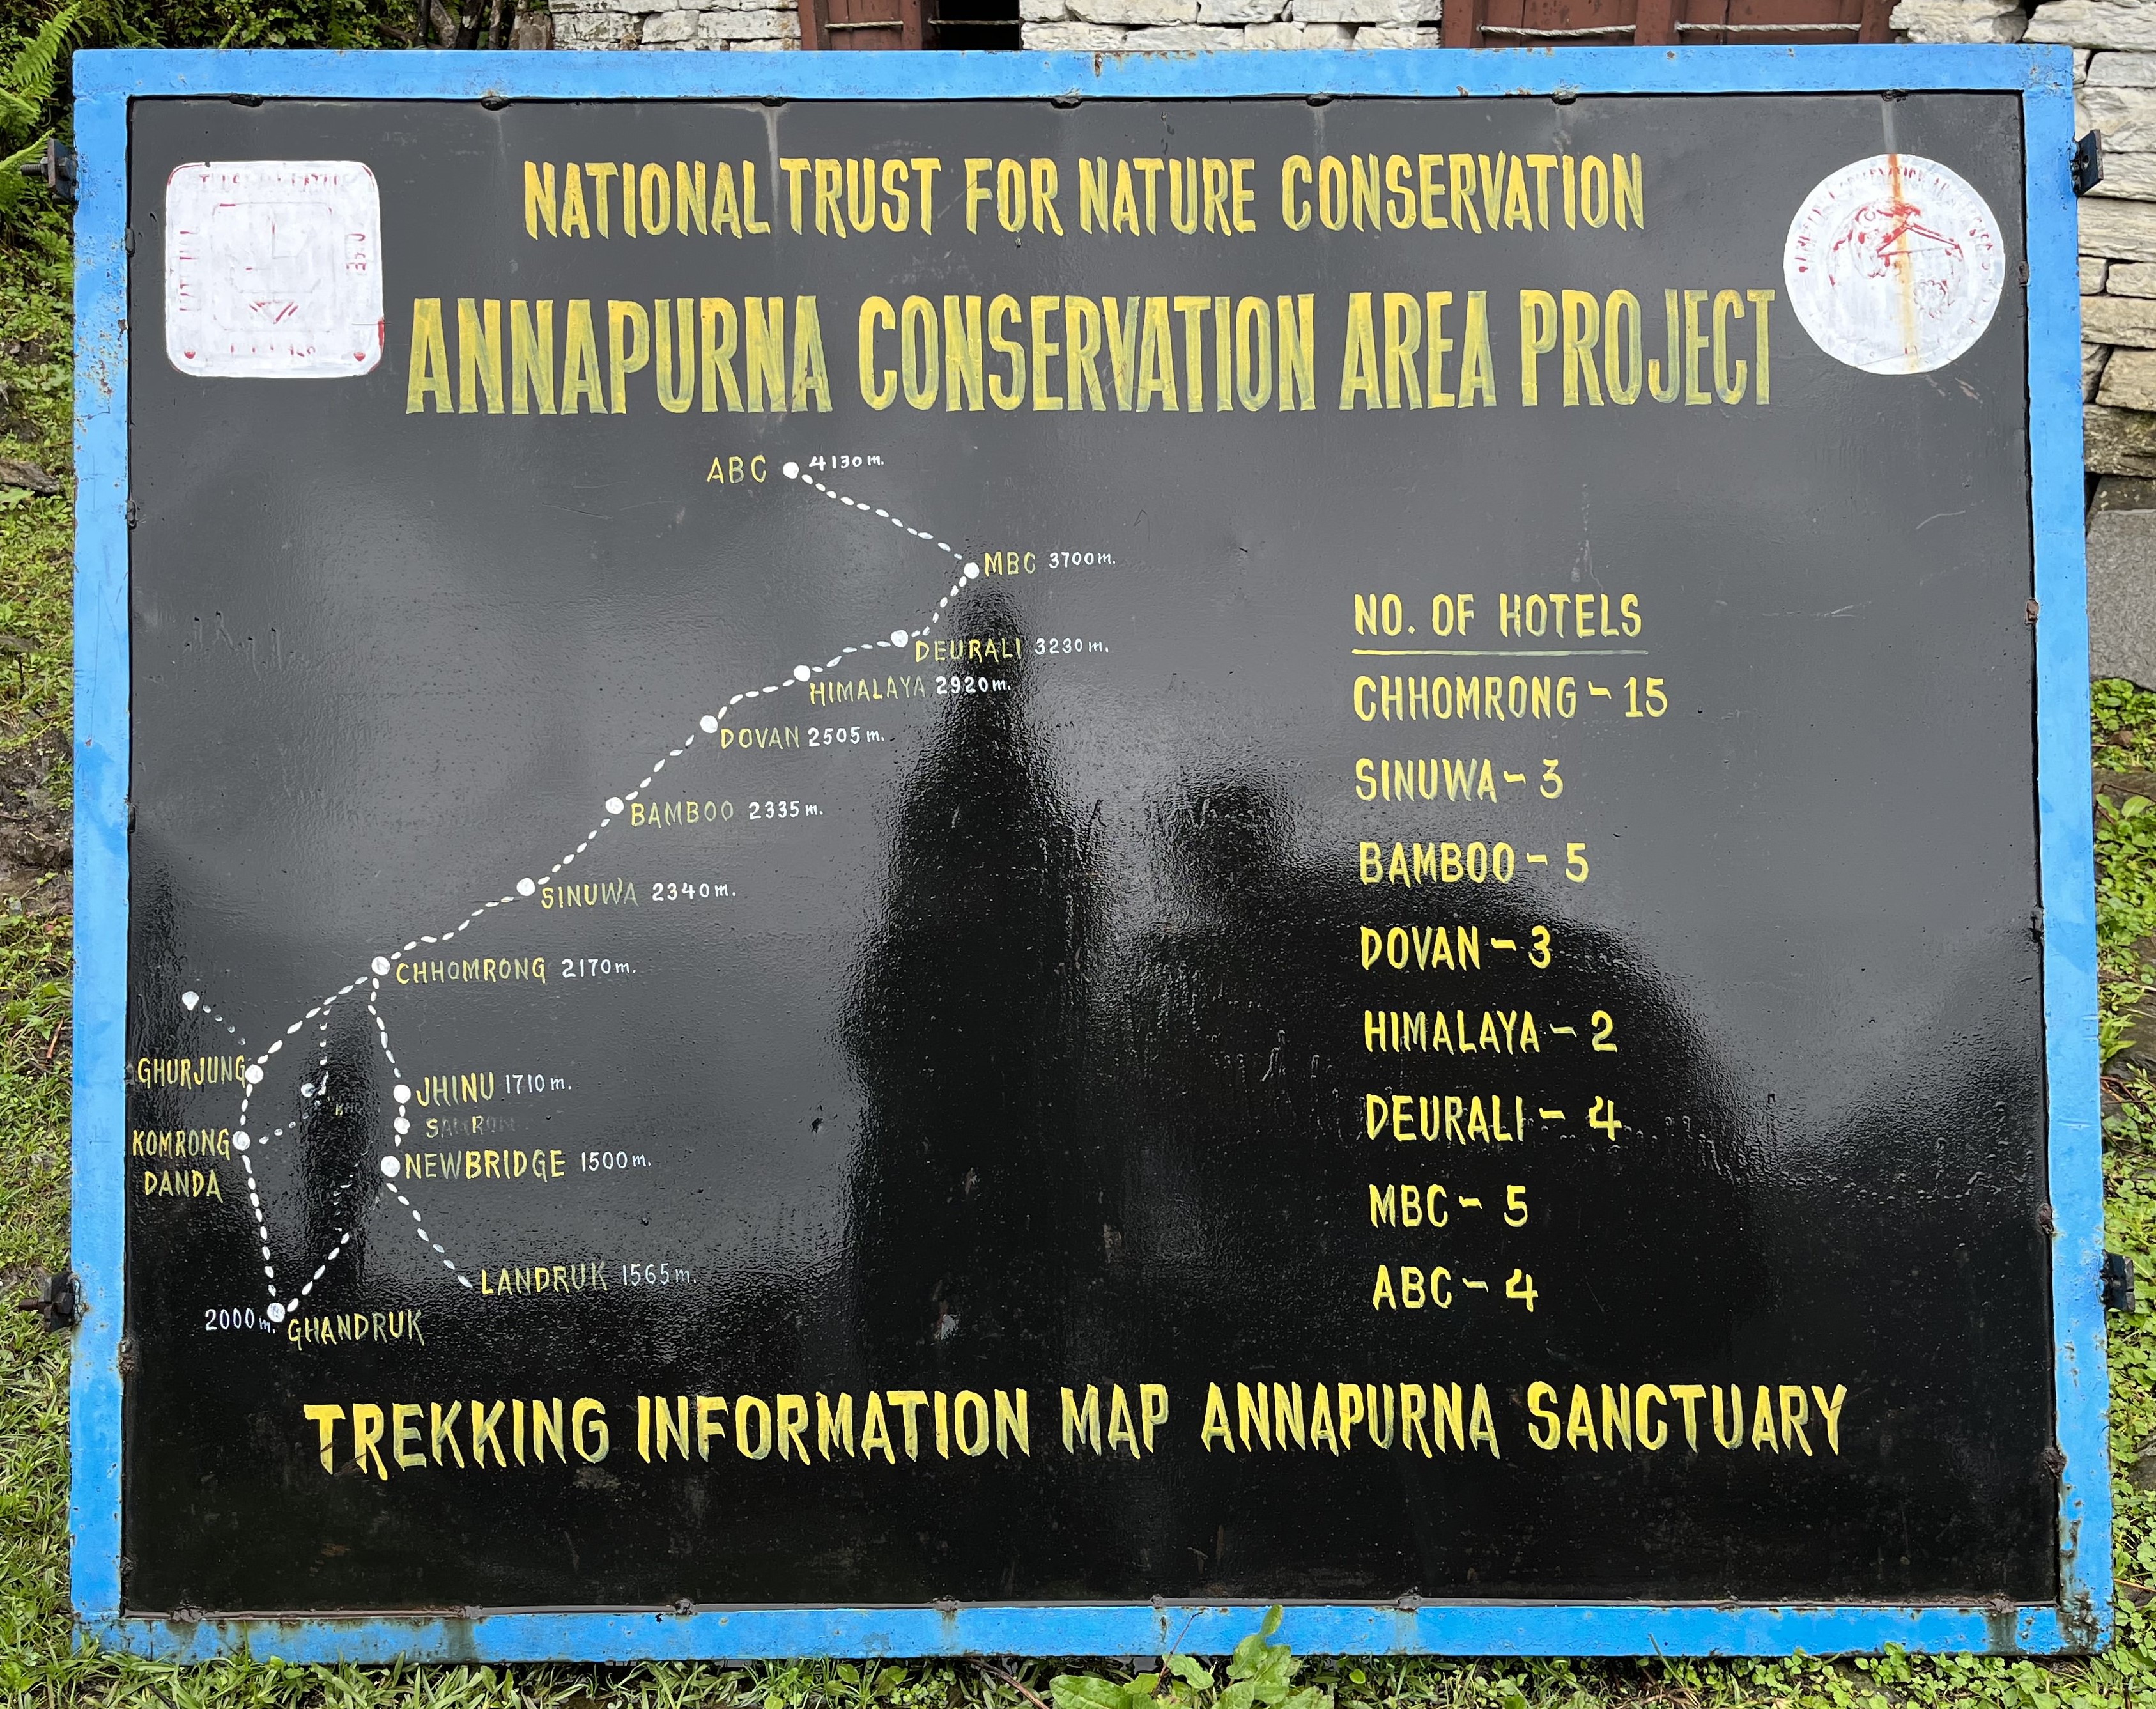 NATIONAL TRUST FOR NATURE CONSERVATION
ANNAPURNA CONSERVATION AREA PROJECT
ABC 4130 m.
MBC 3700 m.
DEURALI 3230 m.
HIMALAYA 2920 m.
DOVAN 2505 m.
BAMBOO 2335 m.
SINUWA 2340 m.
CHHOMRONG 2170 m.
GHURJUNG
JHINU 1710 m.
KOMRONG
DANDA
NEWBRIDGE 1500 m.
LANDRUK 1565 m.
2000 m. GHANDRUK
NO. OF HOTELS
CHHOMRONG - 15
SINUWA - 3
BAMBOO - 5
DOVAN - 3
HIMALAYA - 2
DEURALI - 4
MBC - 5
ABC - 4
TREKKING INFORMATION MAP ANNAPURNA SANCTUARY